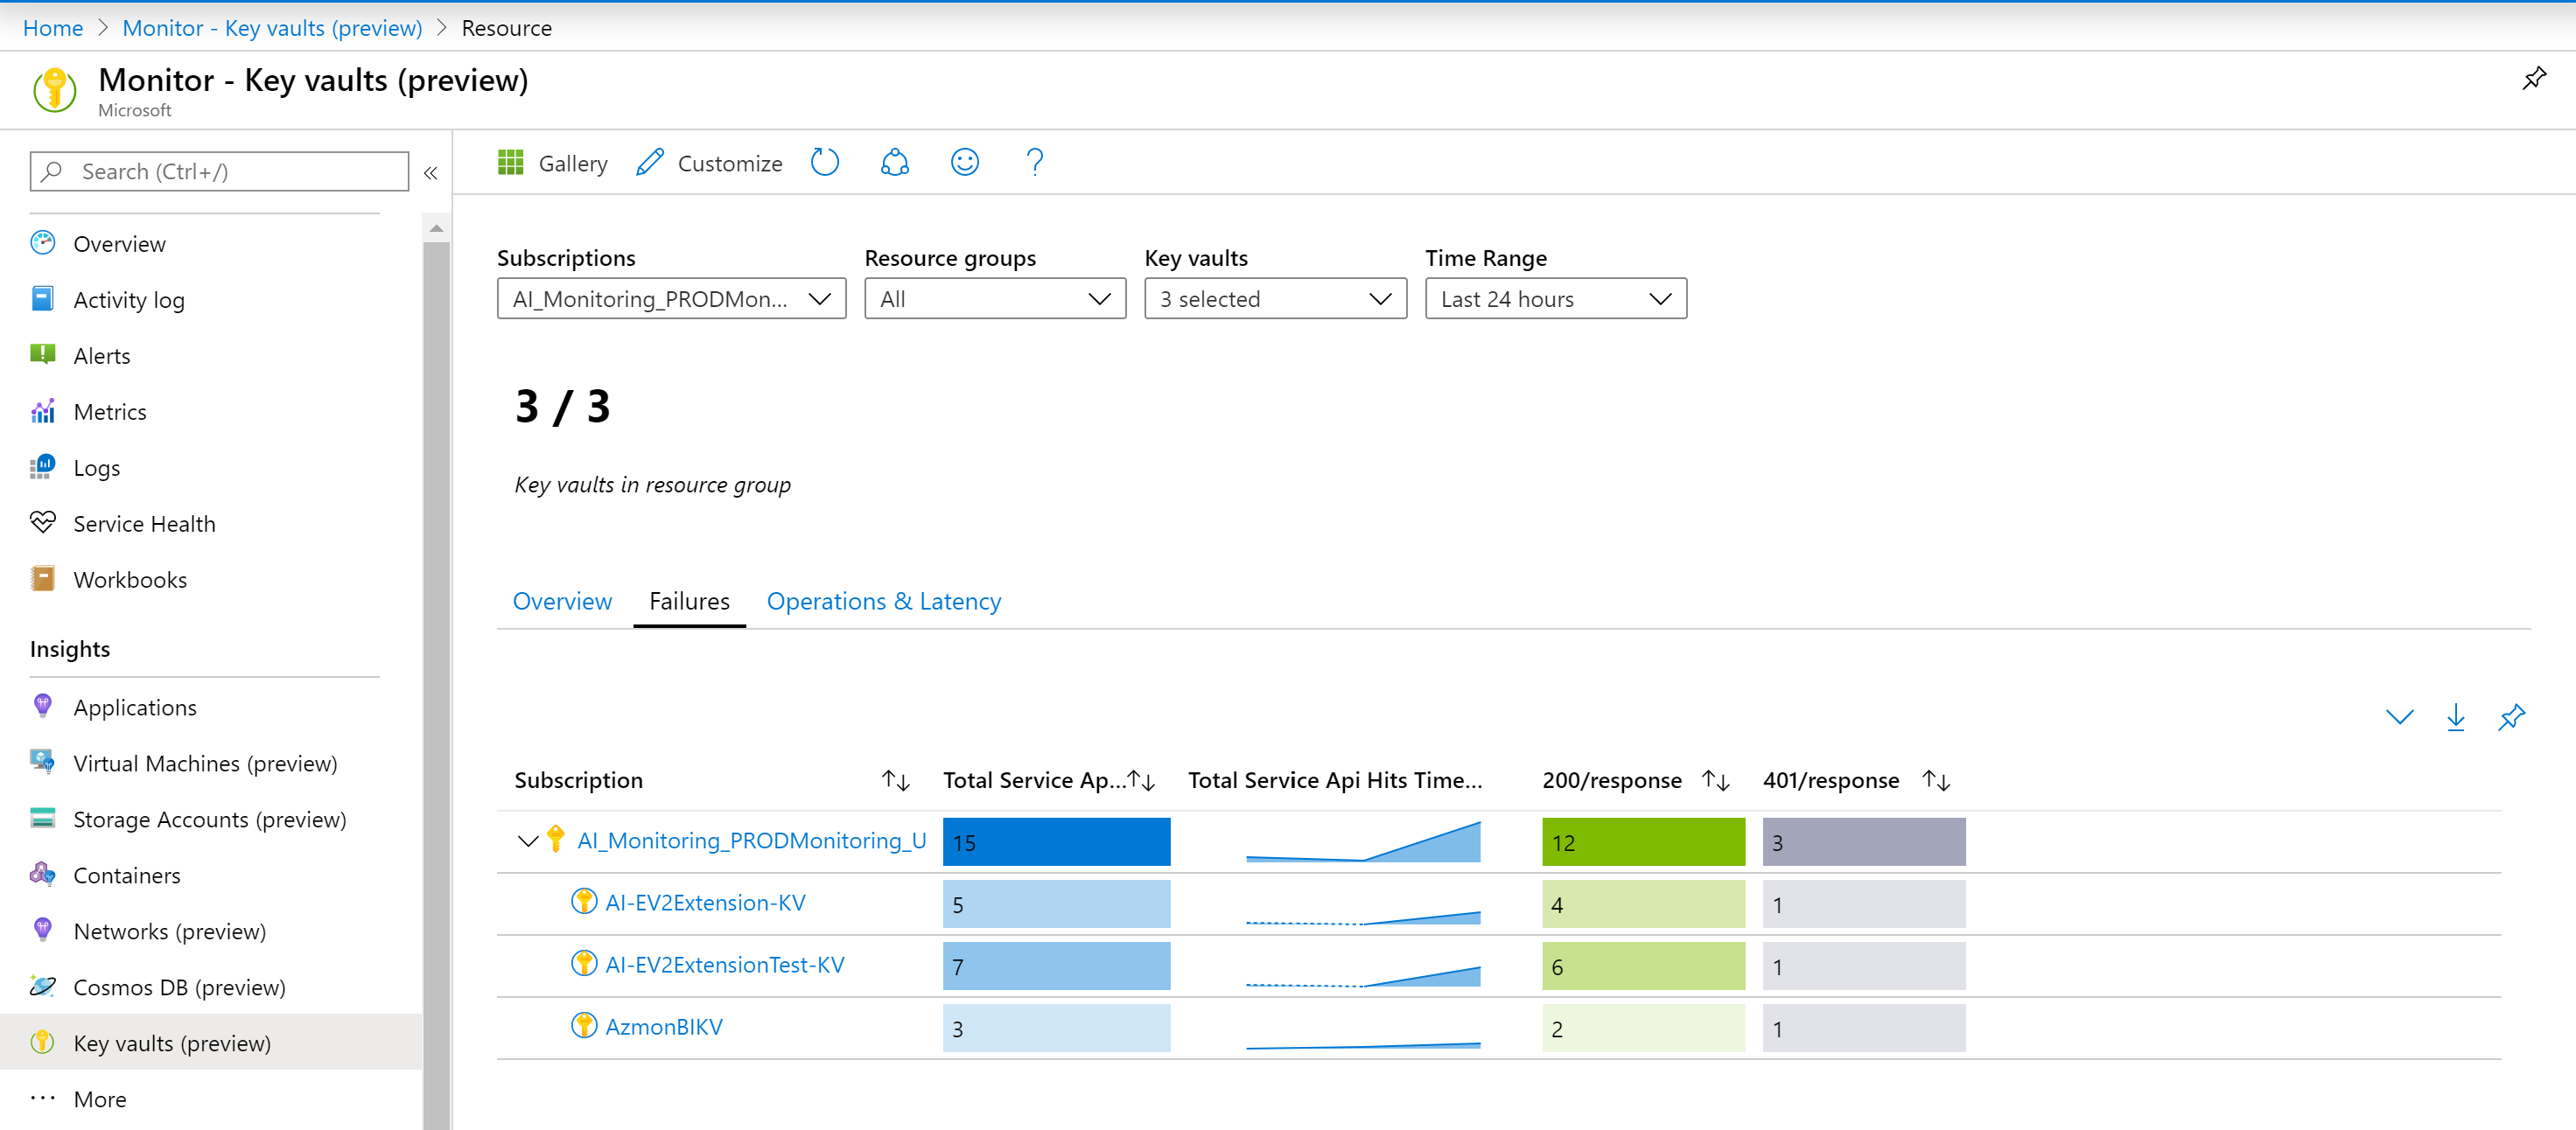 Home > Monitor - Key vaults (preview) > Resource
Monitor - Key vaults (preview)
Microsoft
Search (Ctrl+/)
«
Overview
Activity log
Alerts
Metrics
Logs
Service Health
Workbooks
Insights
Applications
Virtual Machines (preview)
Storage Accounts (preview)
Containers
Networks (preview)
Cosmos DB (preview)
Key vaults (preview)
··· More
Gallery Customize ?
Subscriptions Resource groups Key vaults Time Range
AI_Monitoring_PRODMon... All 3 selected Last 24 hours
3 / 3
Key vaults in resource group
Overview Failures Operations & Latency
Subscription ↑↓ Total Service Ap...↑↓ Total Service Api Hits Time... 200/response ↑↓ 401/response ↑↓
AI_Monitoring_PRODMonitoring_U 15 12 3
AI-EV2Extension-KV 5 4 1
AI-EV2ExtensionTest-KV 7 6 1
AzmonBIKV 3 2 1